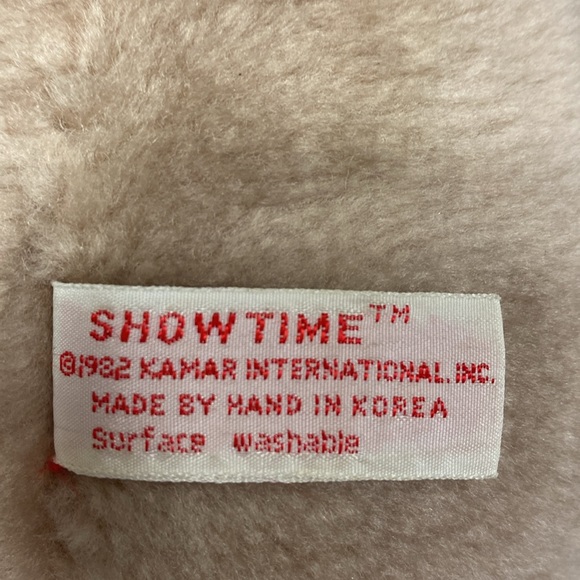 SHOWTIME™
©1982 KAMAR INTERNATIONAL, INC.
MADE BY HAND IN KOREA
Surface washable